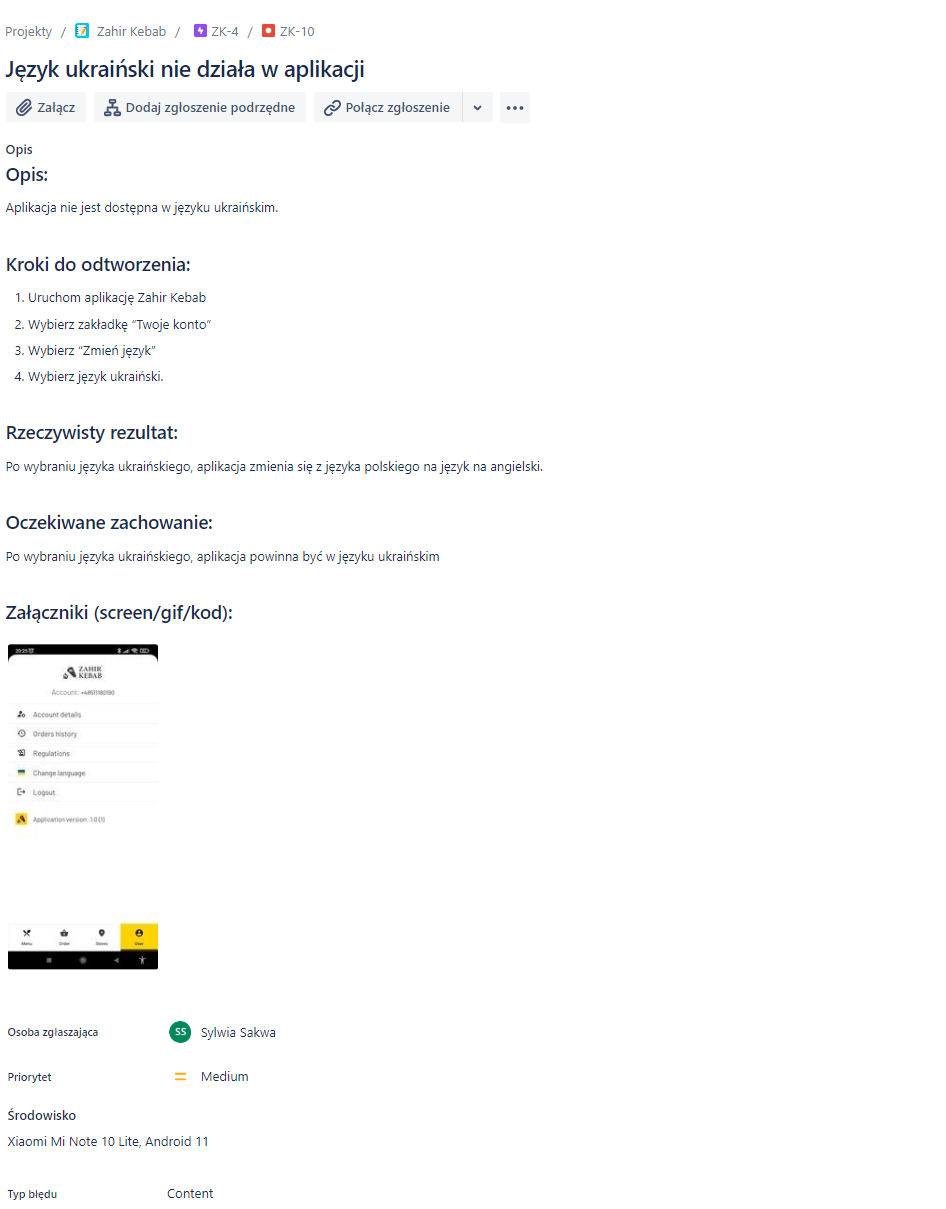 Projekty / Zahir Kebab / ZK-4 / ZK-10
Język ukraiński nie działa w aplikacji
Załącz Dodaj zgłoszenie podrzędne Połącz zgłoszenie
Opis
Opis:
Aplikacja nie jest dostępna w języku ukraińskim.
Kroki do odtworzenia:
1. Uruchom aplikację Zahir Kebab
2. Wybierz zakładkę “Twoje konto”
3. Wybierz “Zmień język”
4. Wybierz język ukraiński.
Rzeczywisty rezultat:
Po wybraniu języka ukraińskiego, aplikacja zmienia się z języka polskiego na język na angielski.
Oczekiwane zachowanie:
Po wybraniu języka ukraińskiego, aplikacja powinna być w języku ukraińskim
Załączniki (screen/gif/kod):
20:25
ZAHIR
KEBAB
Account:
Account details
Orders history
Regulations
Change language
Logout
Application version: 1.0 (1)
Menu Order Stores User
Osoba zgłaszająca SS Sylwia Sakwa
Priorytet Medium
Środowisko
Xiaomi Mi Note 10 Lite, Android 11
Typ błędu Content